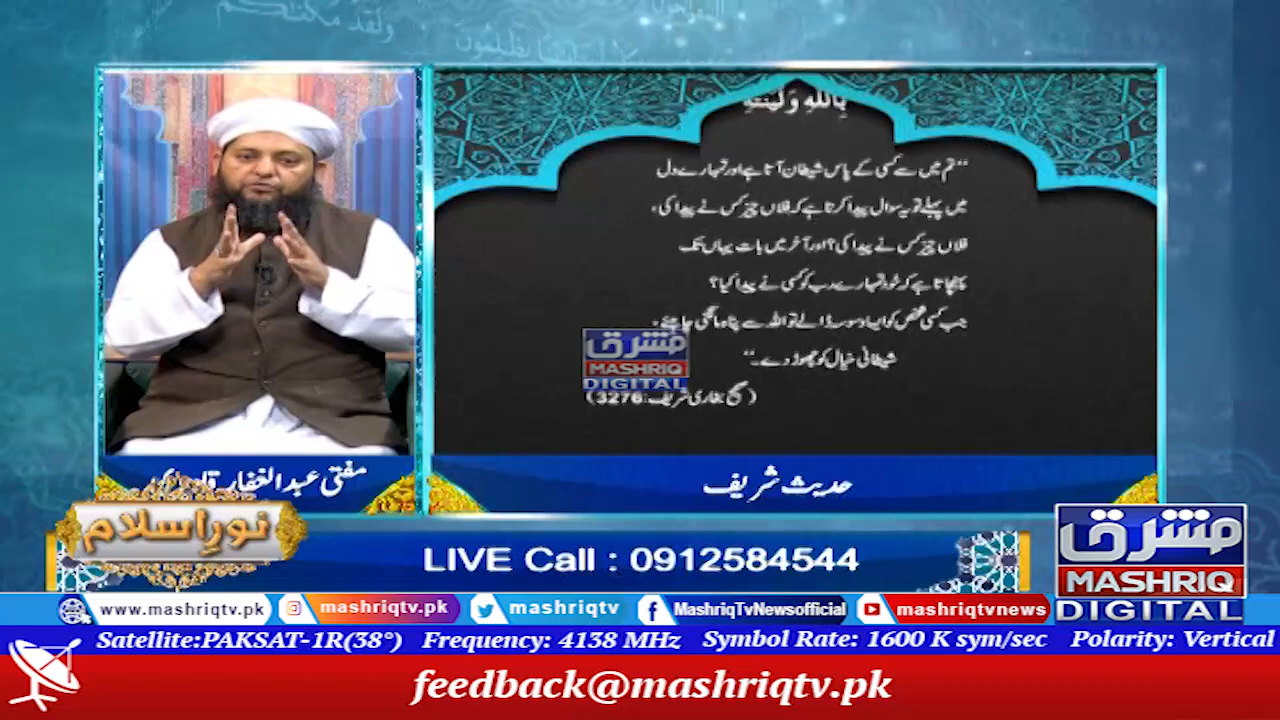 بِاللهِ وَلْيَنْتَهِ
”تم میں سے کسی کے پاس شیطان آتا ہے اور تمہارے دل
میں پہلے تو یہ سوال پیدا کرتا ہے کہ فلاں چیز کس نے پیدا کی،
فلاں چیز کس نے پیدا کی؟ اور آخر میں بات یہاں تک
پہنچاتا ہے کہ خود تمہارے رب کو کس نے پیدا کیا؟
جب کسی شخص کو ایسا وسوسہ ڈالے تو اللہ سے پناہ مانگنی چاہئے،
شیطانی خیال کو چھوڑ دے۔“
(صحیح بخاری شریف: 3276)
مشرق
MASHRIQ
DIGITAL
مفتی عبدالغفار
حدیث شریف
نورِ اسلام
LIVE Call : 0912584544
مشرق
MASHRIQ
DIGITAL
www.mashriqtv.pk mashriqtv.pk mashriqtv MashriqTvNewsofficial mashriqtvnews
Satellite:PAKSAT-1R(38°) Frequency: 4138 MHz Symbol Rate: 1600 K sym/sec Polarity: Vertical
feedback@mashriqtv.pk